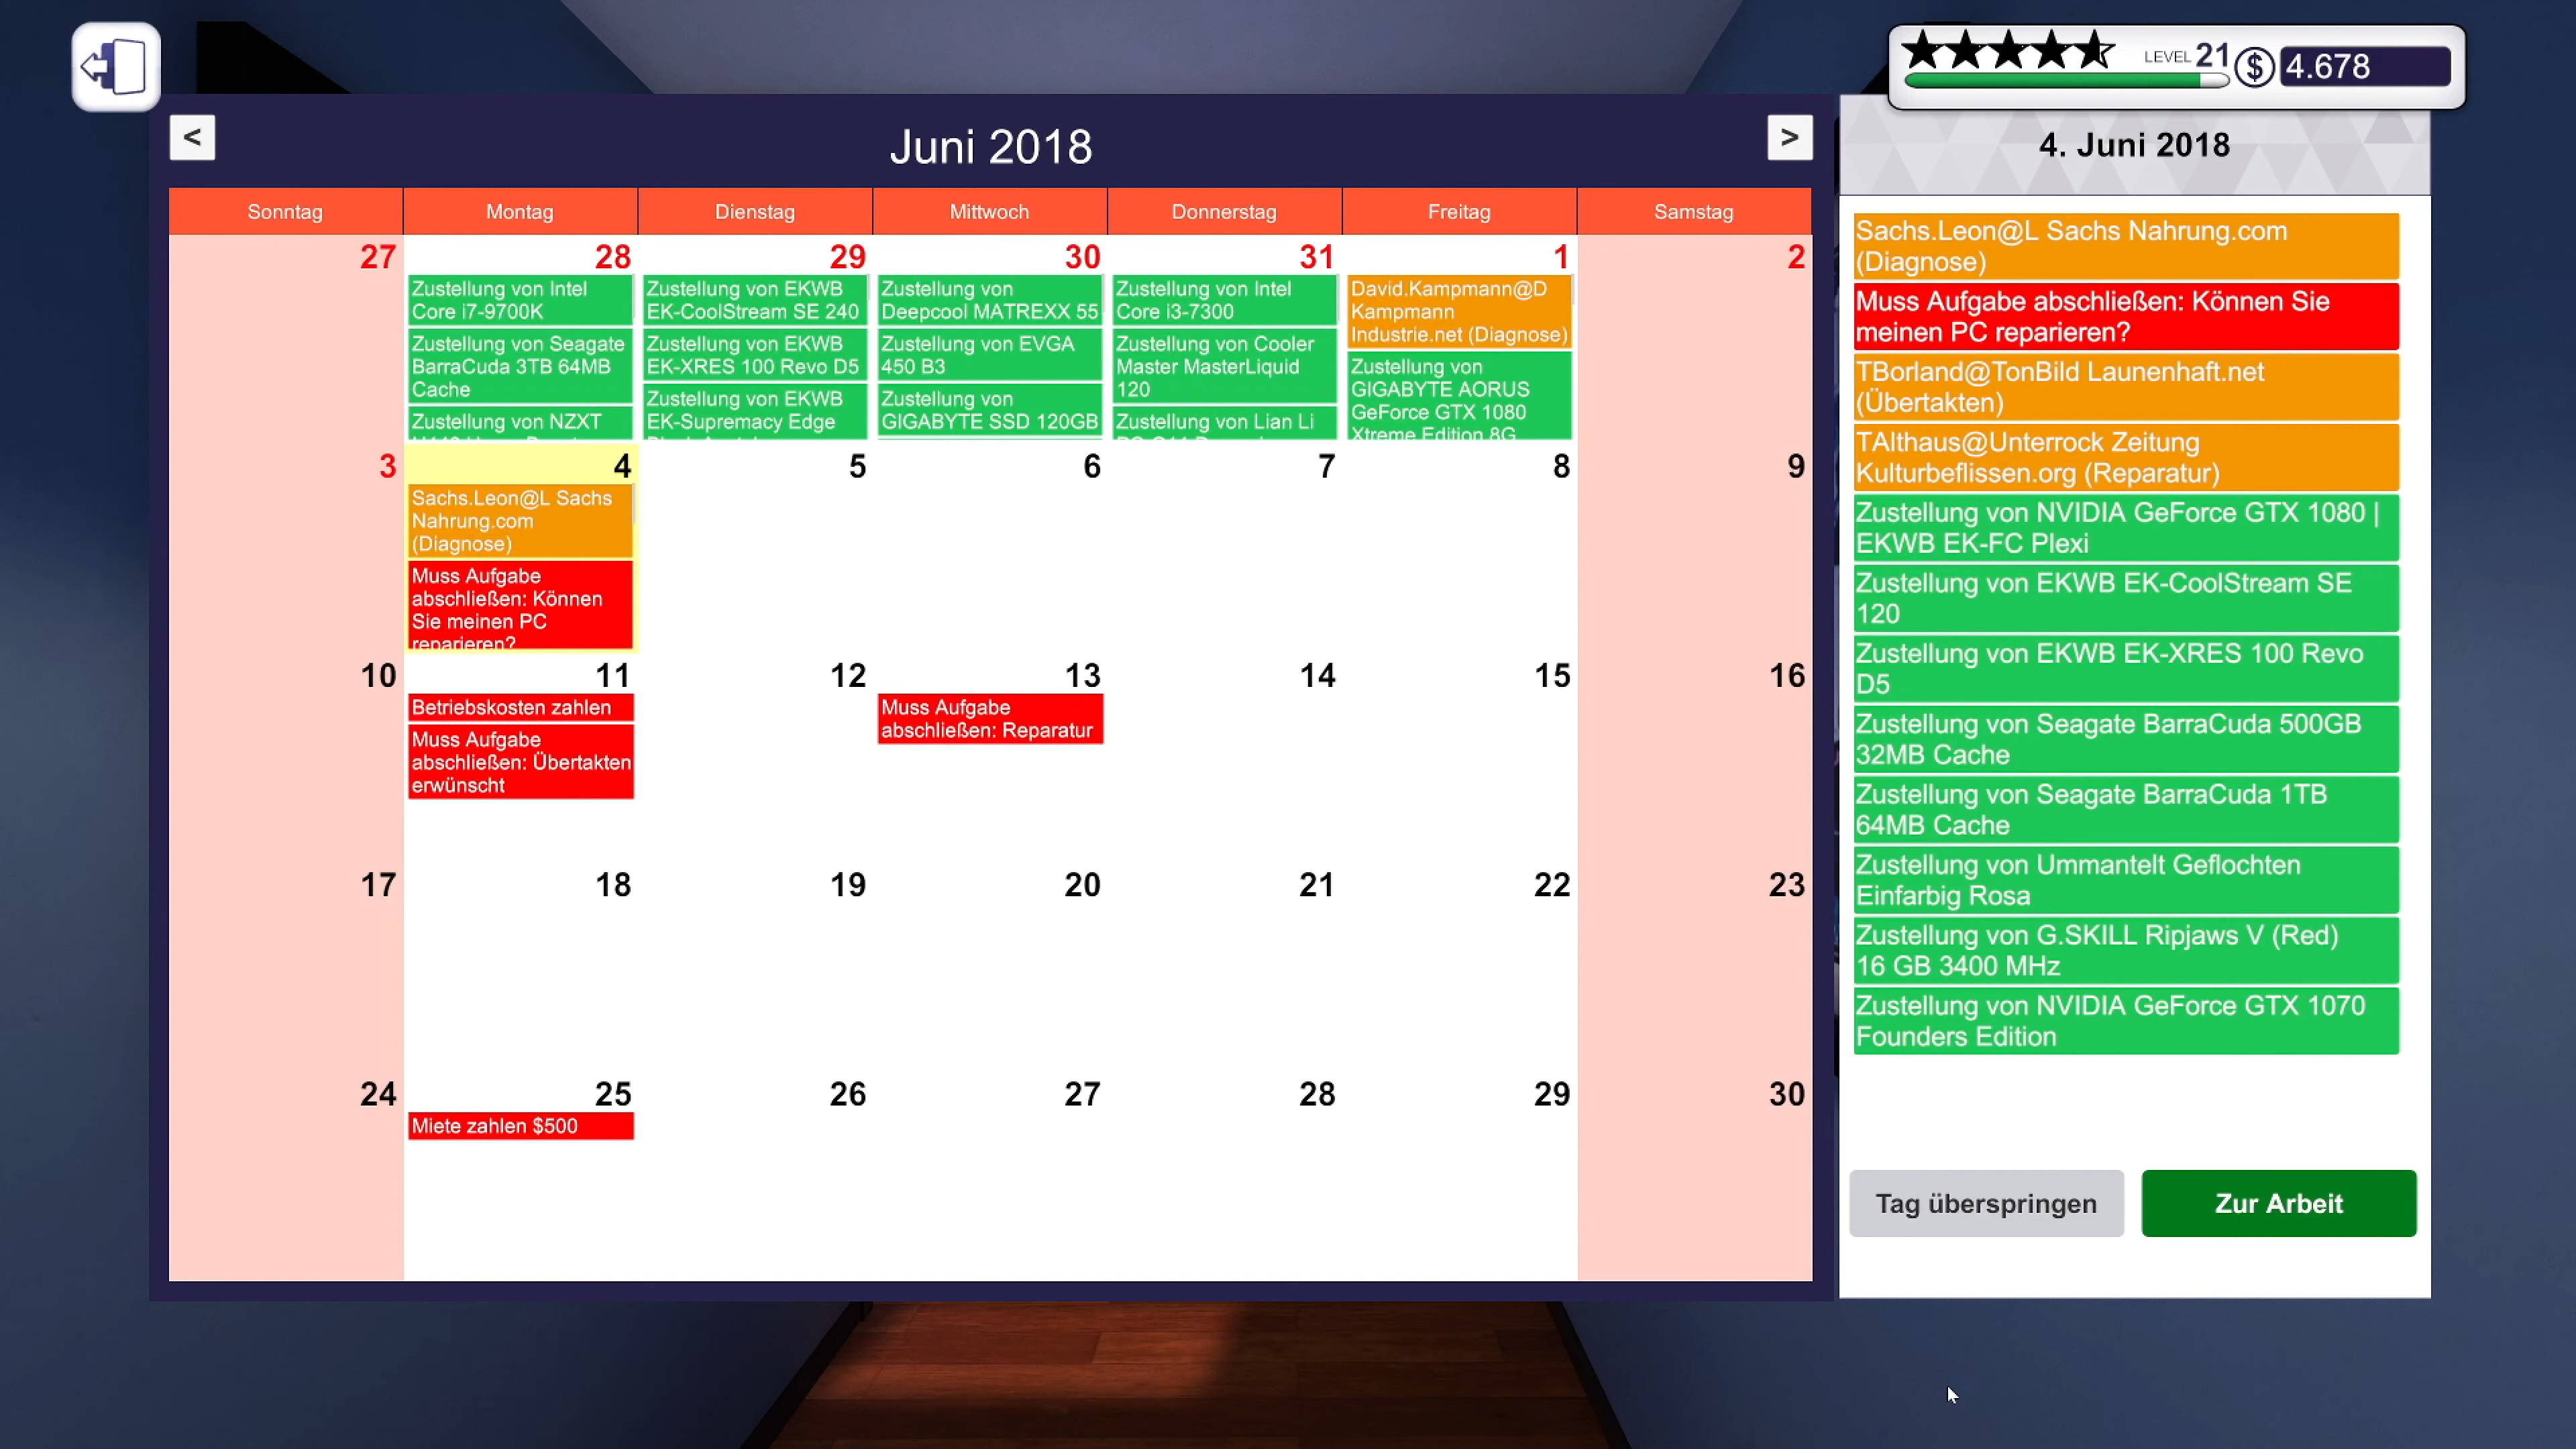 LEVEL 21 $ 4.678
<
Juni 2018
>
Sonntag Montag Dienstag Mittwoch Donnerstag Freitag Samstag
27 28 29 30 31 1 2
Zustellung von Intel
Core i7-9700K
Zustellung von Seagate
BarraCuda 3TB 64MB
Cache
Zustellung von NZXT
Zustellung von EKWB
EK-CoolStream SE 240
Zustellung von EKWB
EK-XRES 100 Revo D5
Zustellung von EKWB
EK-Supremacy Edge
Zustellung von
Deepcool MATREXX 55
Zustellung von EVGA
450 B3
Zustellung von
GIGABYTE SSD 120GB
Zustellung von Intel
Core i3-7300
Zustellung von Cooler
Master MasterLiquid
120
Zustellung von Lian Li
David.Kampmann@D
Kampmann
Industrie.net (Diagnose)
Zustellung von
GIGABYTE AORUS
GeForce GTX 1080
Xtreme Edition 8G
3 4 5 6 7 8 9
Sachs.Leon@L Sachs
Nahrung.com
(Diagnose)
Muss Aufgabe
abschließen: Können
Sie meinen PC
reparieren?
10 11 12 13 14 15 16
Betriebskosten zahlen
Muss Aufgabe
abschließen: Übertakten
erwünscht
Muss Aufgabe
abschließen: Reparatur
17 18 19 20 21 22 23
24 25 26 27 28 29 30
Miete zahlen $500
4. Juni 2018
Sachs.Leon@L Sachs Nahrung.com
(Diagnose)
Muss Aufgabe abschließen: Können Sie
meinen PC reparieren?
TBorland@TonBild Launenhaft.net
(Übertakten)
TAlthaus@Unterrock Zeitung
Kulturbeflissen.org (Reparatur)
Zustellung von NVIDIA GeForce GTX 1080 |
EKWB EK-FC Plexi
Zustellung von EKWB EK-CoolStream SE
120
Zustellung von EKWB EK-XRES 100 Revo
D5
Zustellung von Seagate BarraCuda 500GB
32MB Cache
Zustellung von Seagate BarraCuda 1TB
64MB Cache
Zustellung von Ummantelt Geflochten
Einfarbig Rosa
Zustellung von G.SKILL Ripjaws V (Red)
16 GB 3400 MHz
Zustellung von NVIDIA GeForce GTX 1070
Founders Edition
Tag überspringen
Zur Arbeit